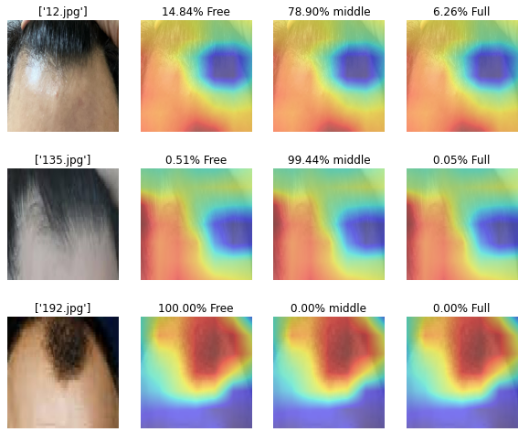 ['12.jpg'] 14.84% Free 78.90% middle 6.26% Full
['135.jpg'] 0.51% Free 99.44% middle 0.05% Full
['192.jpg'] 100.00% Free 0.00% middle 0.00% Full